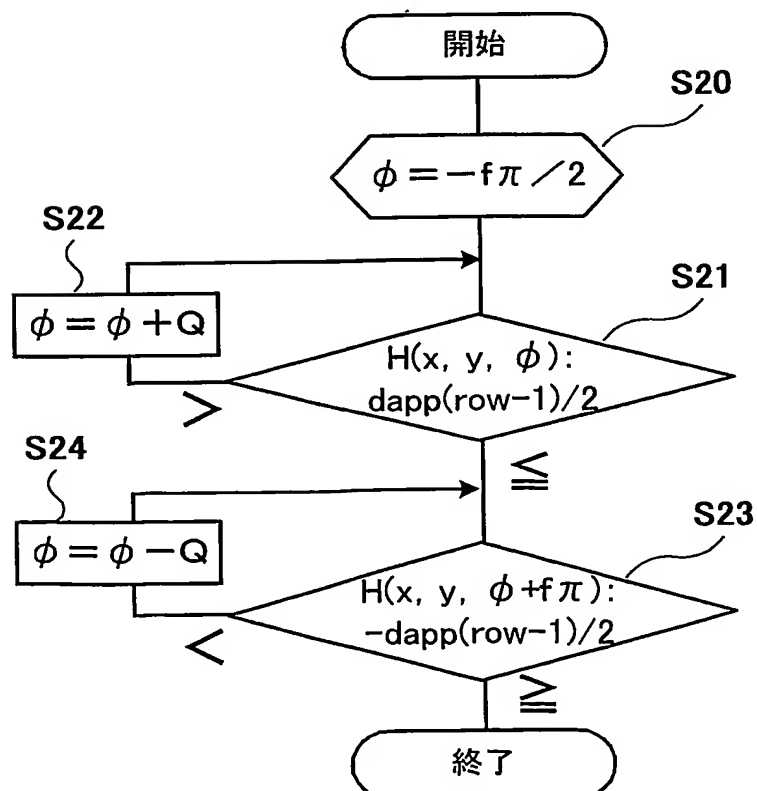 開始
S20
φ=-fπ/2
S22
φ=φ+Q
S21
H(x, y, φ):
dapp(row-1)/2
>
≦
S24
φ=φ-Q
S23
H(x, y, φ+fπ):
-dapp(row-1)/2
<
≧
終了